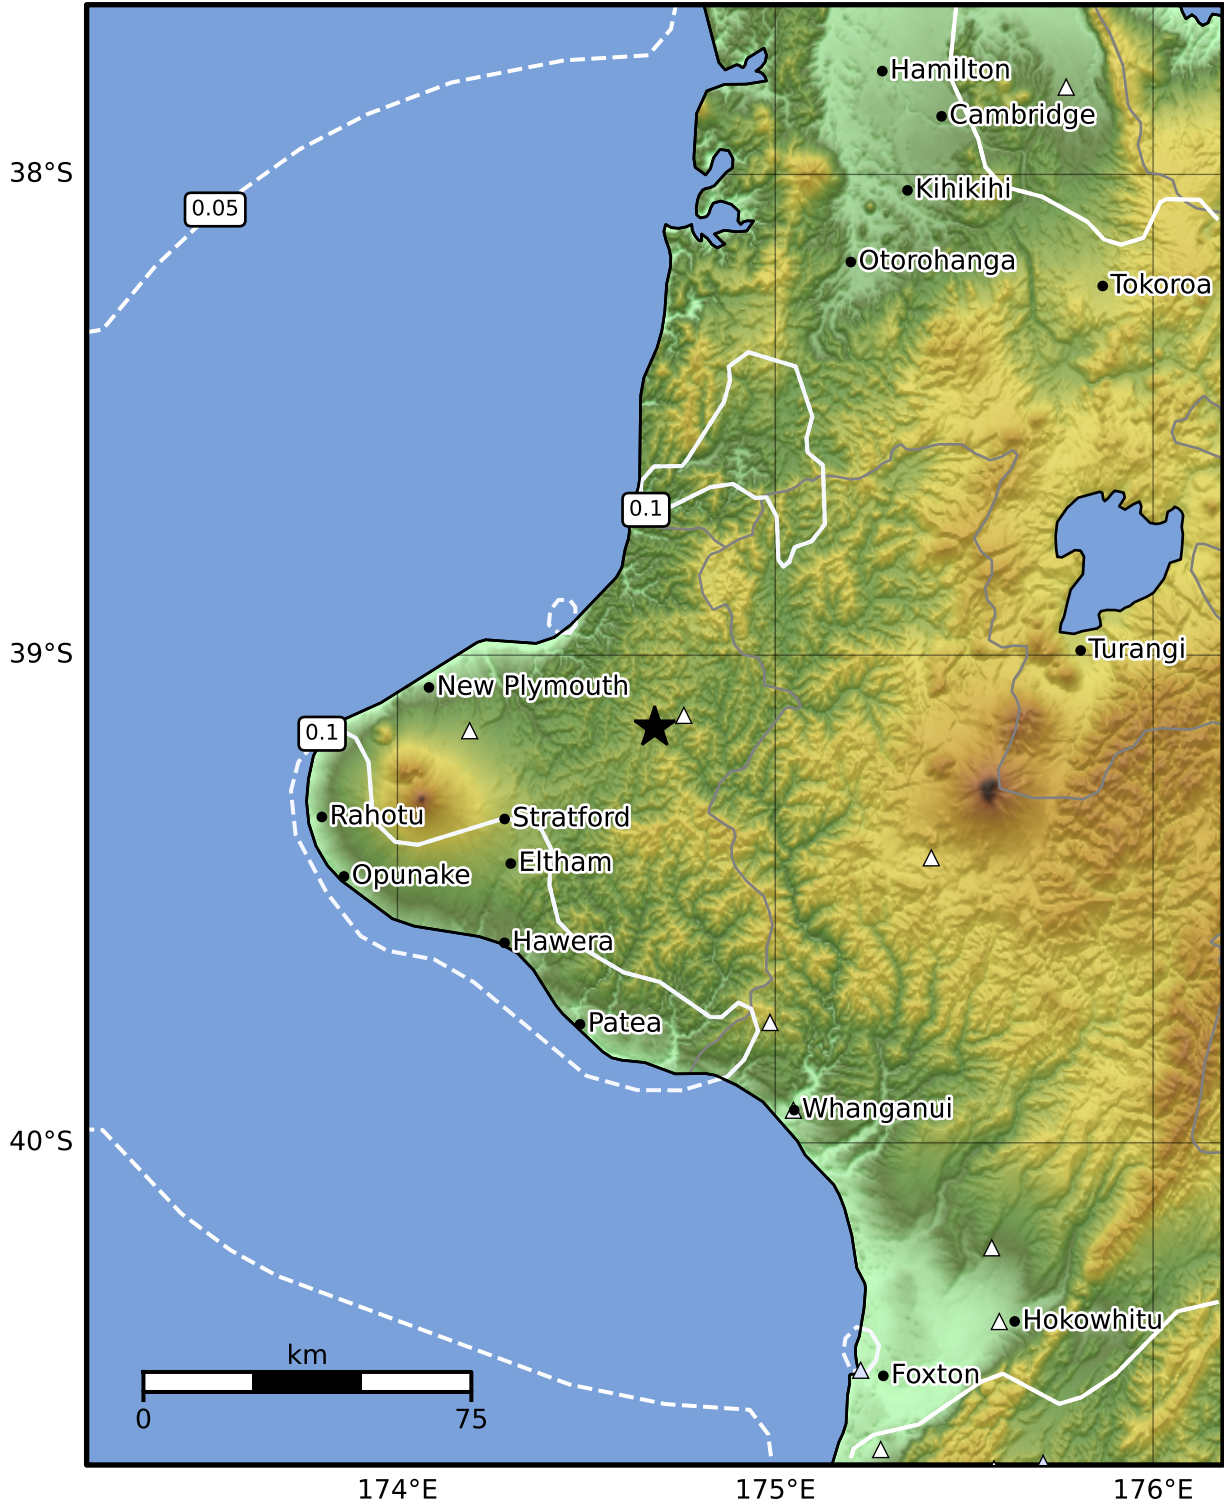 Hamilton
Cambridge
38°S
Kihikihi
0.05
Otorohanga
Tokoroa
0.1
39°S
Turangi
New Plymouth
0.1
Rahotu
Stratford
Eltham
Opunake
Hawera
Patea
Whanganui
40°S
Hokowhitu
km
Foxton
0
75
174°E
175°E
176°E